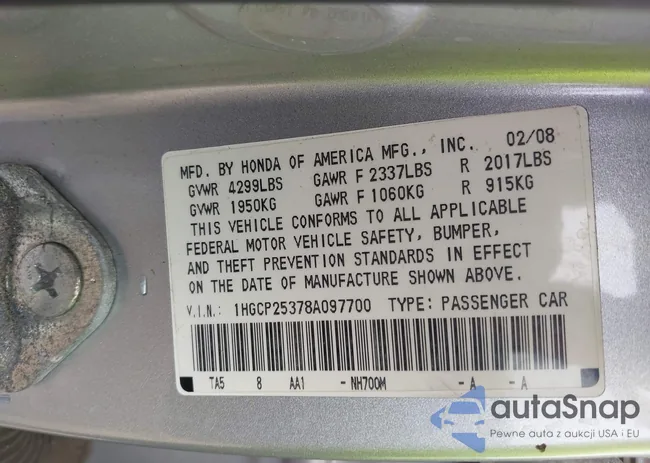 MFD. BY HONDA OF AMERICA MFG., INC. 02/08
GVWR 4299LBS GAWR F 2337LBS R 2017LBS
GVWR 1950KG GAWR F 1060KG R 915KG
THIS VEHICLE CONFORMS TO ALL APPLICABLE
FEDERAL MOTOR VEHICLE SAFETY, BUMPER,
AND THEFT PREVENTION STANDARDS IN EFFECT
ON THE DATE OF MANUFACTURE SHOWN ABOVE.
V.I.N.: 1HGCP25378A097700 TYPE: PASSENGER CAR
TA5 8 AA1 -NH700M -A -A
autaSnap
Pewne auta z aukcji USA i EU